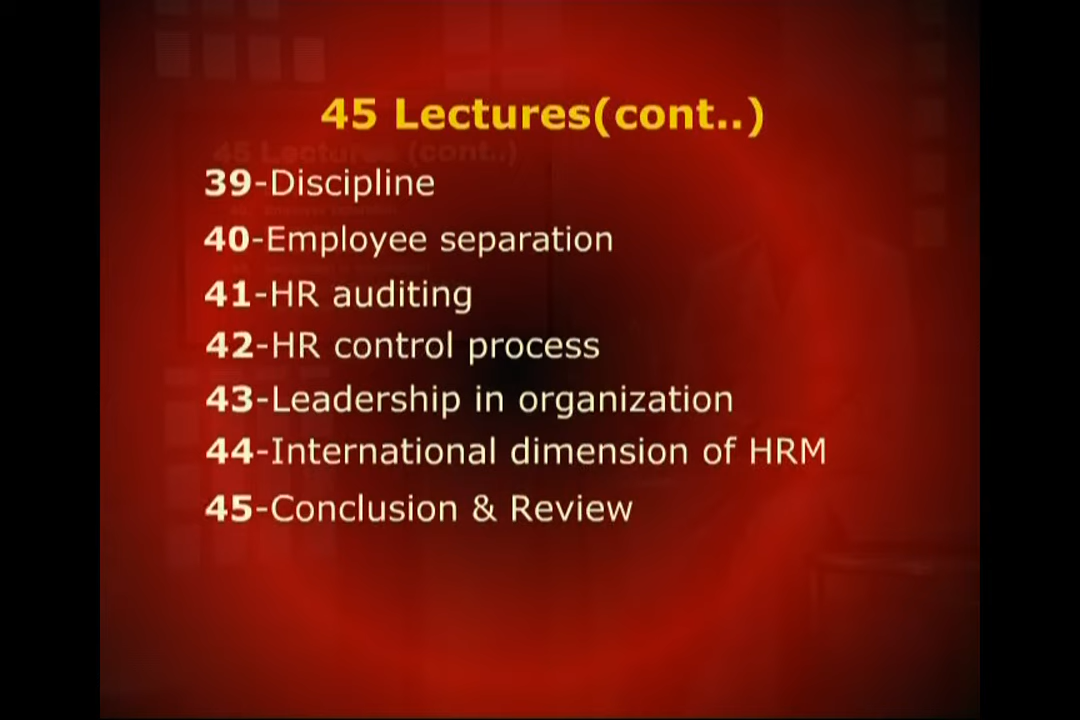 45 Lectures(cont..)
39-Discipline
40-Employee separation
41-HR auditing
42-HR control process
43-Leadership in organization
44-International dimension of HRM
45-Conclusion & Review